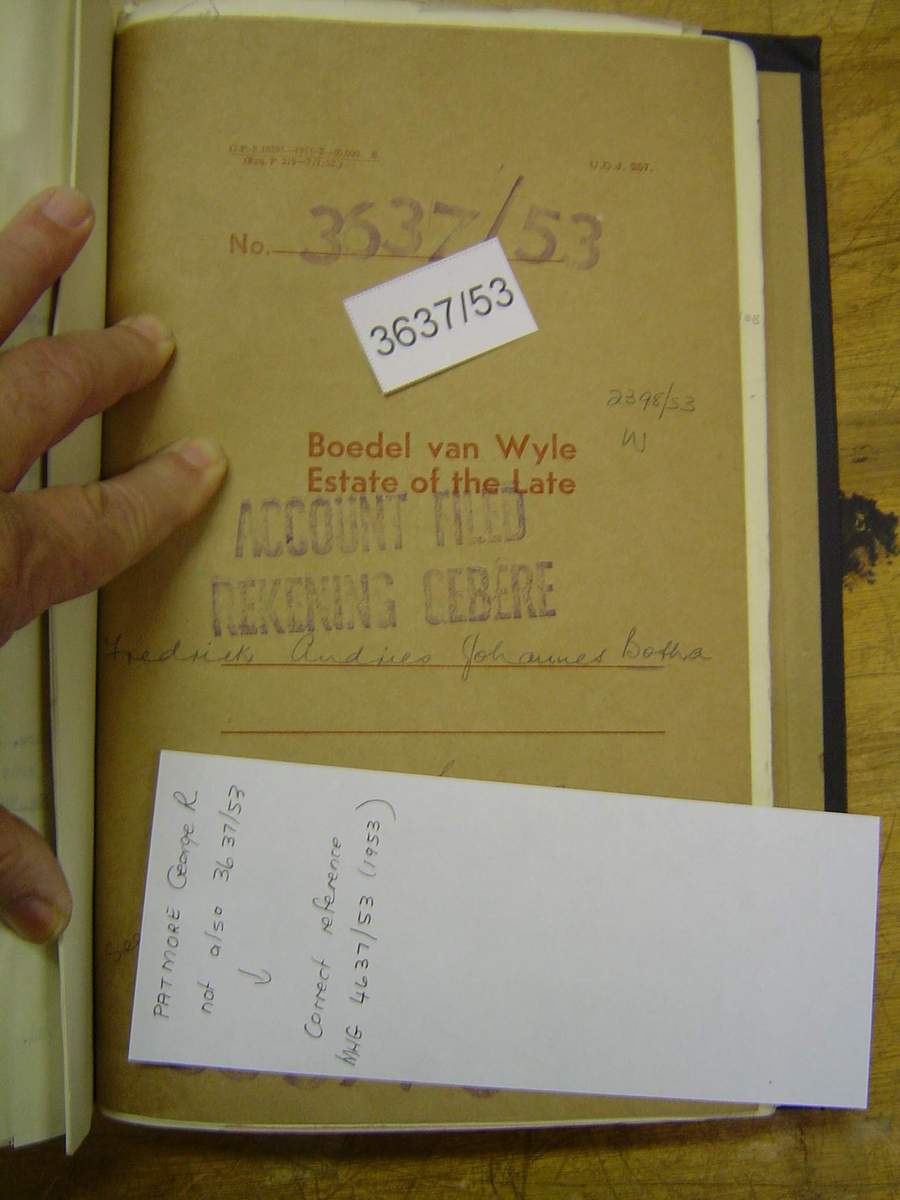 No. 3637/53
3637/53
2398/53
W
Boedel van Wyle
Estate of the Late
ACCOUNT FILED
REKENING GEBÊRE
Fredrick Andries Johannes Botha
PATMORE George R
not also 3637/53
↓
Correct reference
MHG 4637/53 (1953)